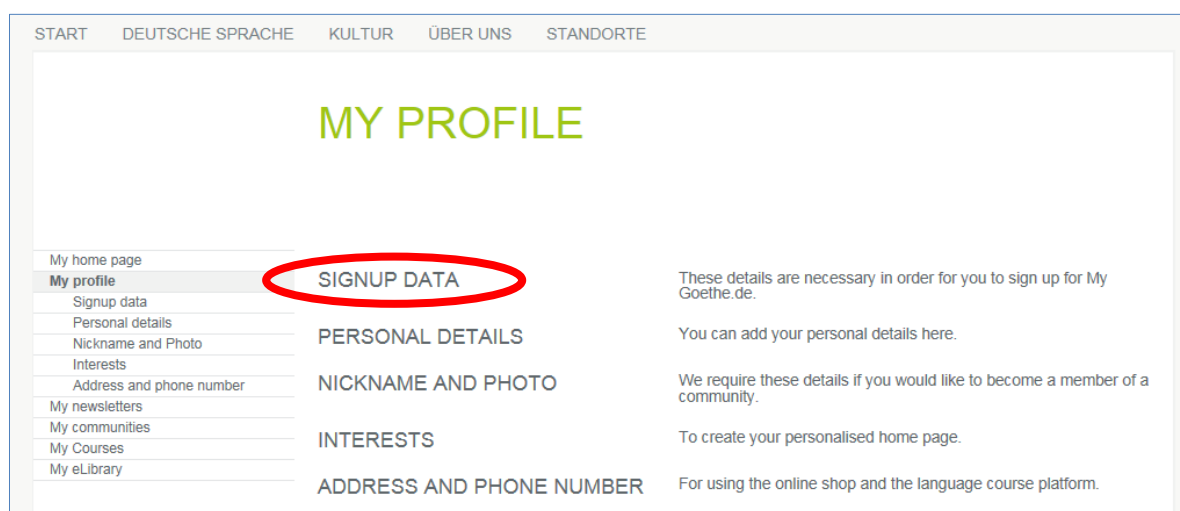 START DEUTSCHE SPRACHE KULTUR ÜBER UNS STANDORTE
MY PROFILE
My home page
My profile
Signup data
Personal details
Nickname and Photo
Interests
Address and phone number
My newsletters
My communities
My Courses
My eLibrary
SIGNUP DATA
These details are necessary in order for you to sign up for My
Goethe.de.
PERSONAL DETAILS
You can add your personal details here.
NICKNAME AND PHOTO
We require these details if you would like to become a member of a
community.
INTERESTS
To create your personalised home page.
ADDRESS AND PHONE NUMBER
For using the online shop and the language course platform.